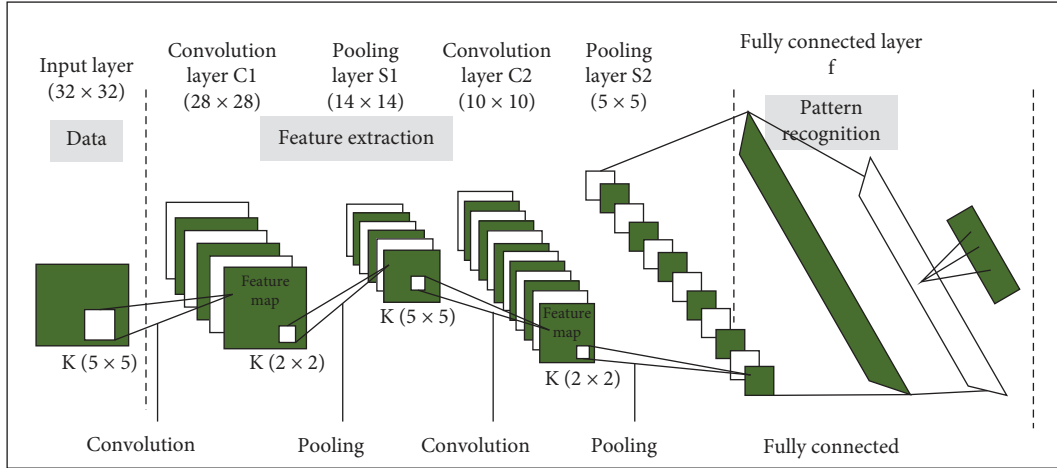 Input layer
(32 × 32)
Convolution
layer C1
(28 × 28)
Pooling
layer S1
(14 × 14)
Convolution
layer C2
(10 × 10)
Pooling
layer S2
(5 × 5)
Fully connected layer
f
Data
Feature extraction
Pattern
recognition
Feature
map
Feature
map
K (5 × 5)
K (2 × 2)
K (5 × 5)
K (2 × 2)
Convolution
Pooling
Convolution
Pooling
Fully connected